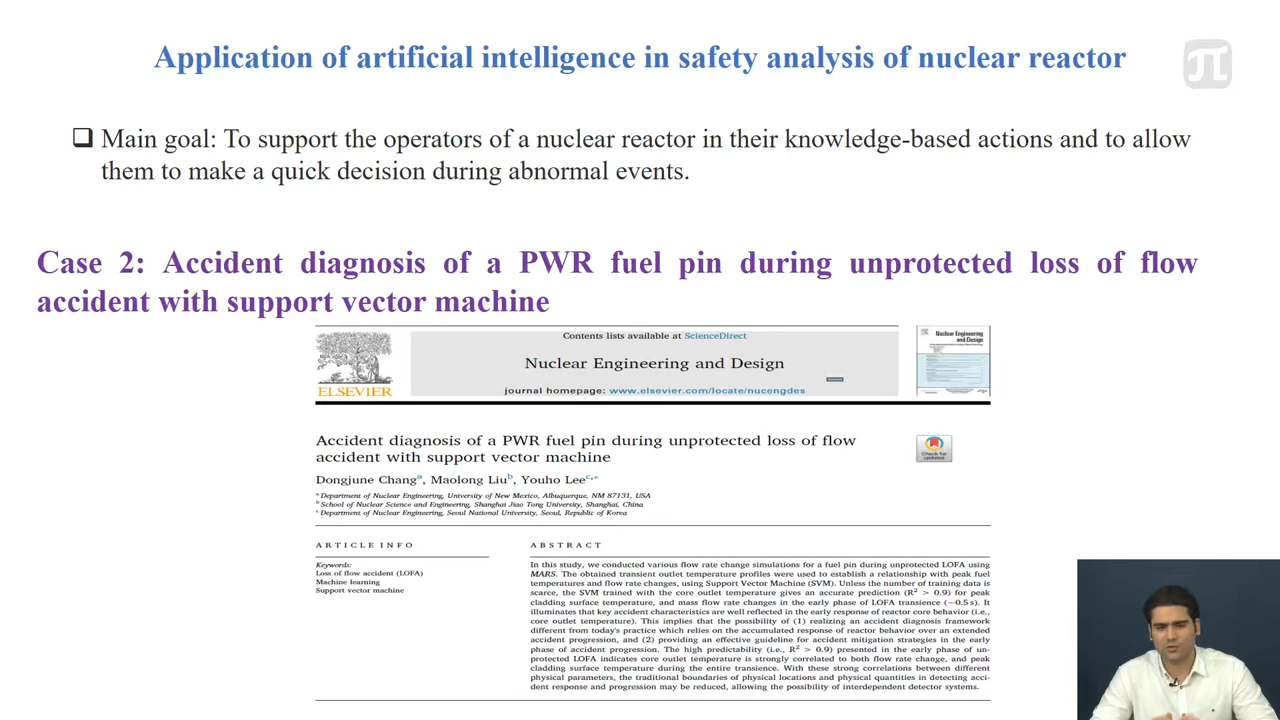 Application of artificial intelligence in safety analysis of nuclear reactor
Main goal: To support the operators of a nuclear reactor in their knowledge-based actions and to allow
them to make a quick decision during abnormal events.
Case 2: Accident diagnosis of a PWR fuel pin during unprotected loss of flow
accident with support vector machine
Contents lists available at ScienceDirect
Nuclear Engineering and Design
journal homepage: www.elsevier.com/locate/nucengdes
ELSEVIER
Nuclear Engineering
and Design
Accident diagnosis of a PWR fuel pin during unprotected loss of flow
accident with support vector machine
Check for
updates
Dongjune Chang a, Maolong Liu b, Youho Lee c,*
a Department of Nuclear Engineering, University of New Mexico, Albuquerque, NM 87131, USA
b School of Nuclear Science and Engineering, Shanghai Jiao Tong University, Shanghai, China
c Department of Nuclear Engineering, Seoul National University, Seoul, Republic of Korea
ARTICLE INFO
Keywords:
Loss of flow accident (LOFA)
Machine learning
Support vector machine
ABSTRACT
In this study, we conducted various flow rate change simulations for a fuel pin during unprotected LOFA using
MARS. The obtained transient outlet temperature profiles were used to establish a relationship with peak fuel
temperatures and flow rate changes, using Support Vector Machine (SVM). Unless the number of training data is
scarce, the SVM trained with the core outlet temperature gives an accurate prediction (R² > 0.9) for peak
cladding surface temperature, and mass flow rate changes in the early phase of LOFA transience (~0.5 s). It
illuminates that key accident characteristics are well reflected in the early response of reactor core behavior (i.e.,
core outlet temperature). This implies that the possibility of (1) realizing an accident diagnosis framework
different from today's practice which relies on the accumulated response of reactor behavior over an extended
accident progression, and (2) providing an effective guideline for accident mitigation strategies in the early
phase of accident progression. The high predictability (i.e., R² > 0.9) presented in the early phase of un-
protected LOFA indicates core outlet temperature is strongly correlated to both flow rate change, and peak
cladding surface temperature during the entire transience. With these strong correlations between different
physical parameters, the traditional boundaries of physical locations and physical quantities in detecting acci-
dent response and progression may be reduced, allowing the possibility of interdependent detector systems.